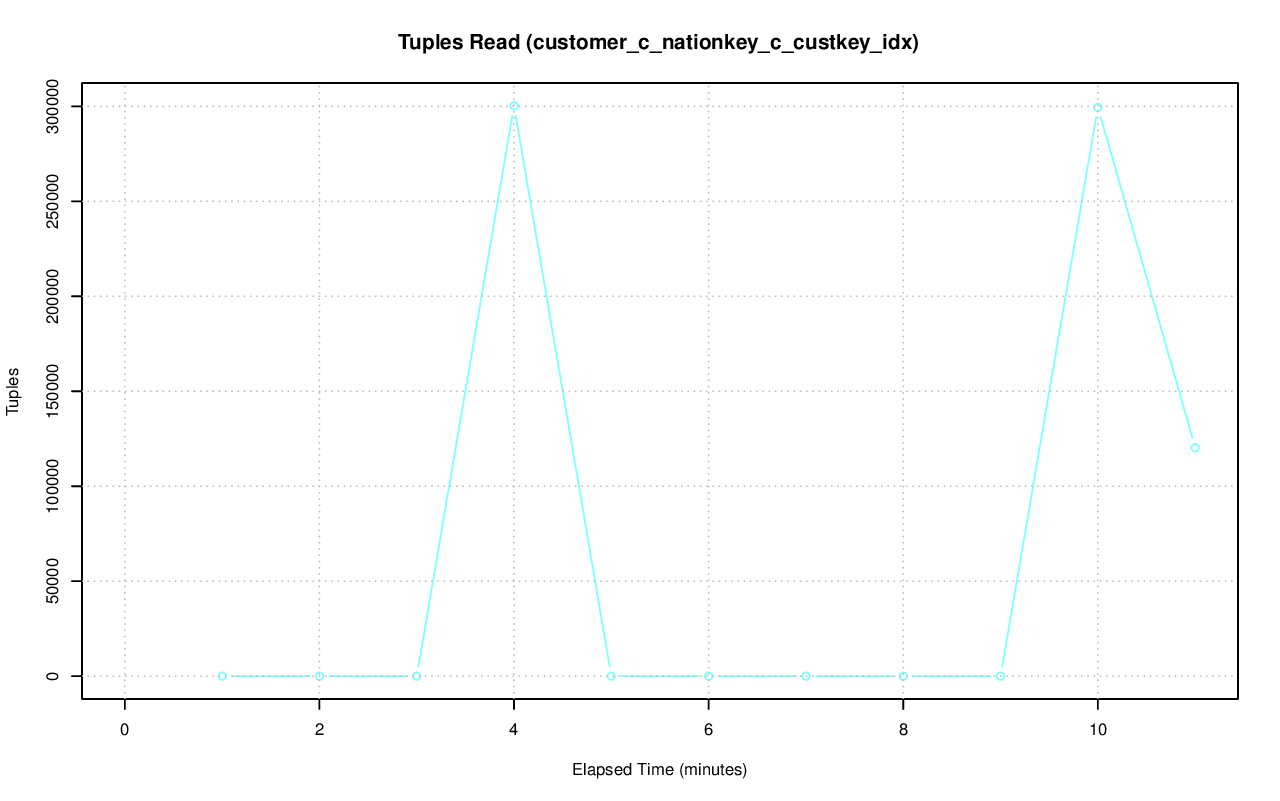 Tuples Read (customer_c_nationkey_c_custkey_idx)
300000
250000
200000
150000
100000
50000
0
Tuples
0 2 4 6 8 10
Elapsed Time (minutes)